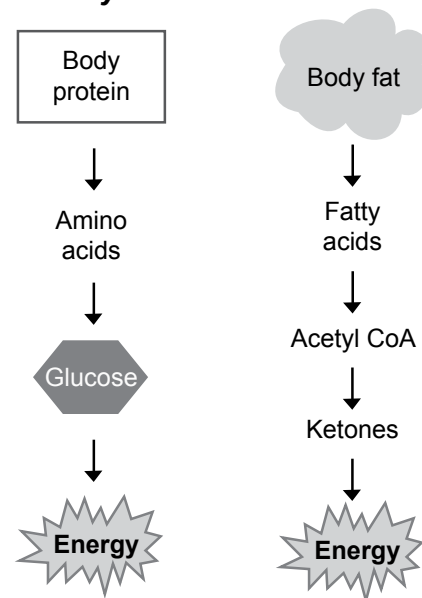 Body
protein
Amino
acids
Glucose
Energy
Body fat
Fatty
acids
Acetyl CoA
Ketones
Energy